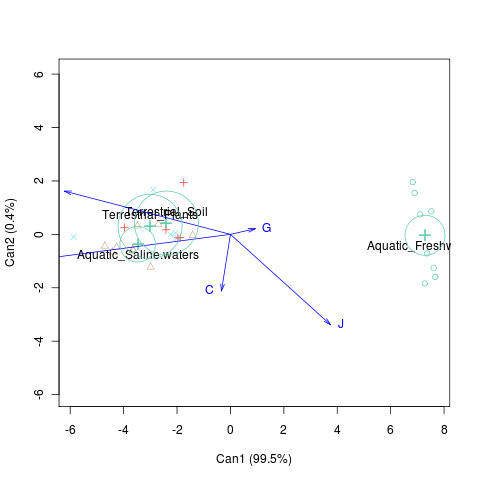 6
4
2
0
-2
-4
-6
Can2 (0.4%)
G
Terrestrial_Soil
Terrestrial_Plants
Aquatic_Saline.waters
Aquatic_Freshw
C
J
-6
-4
-2
0
2
4
6
8
Can1 (99.5%)